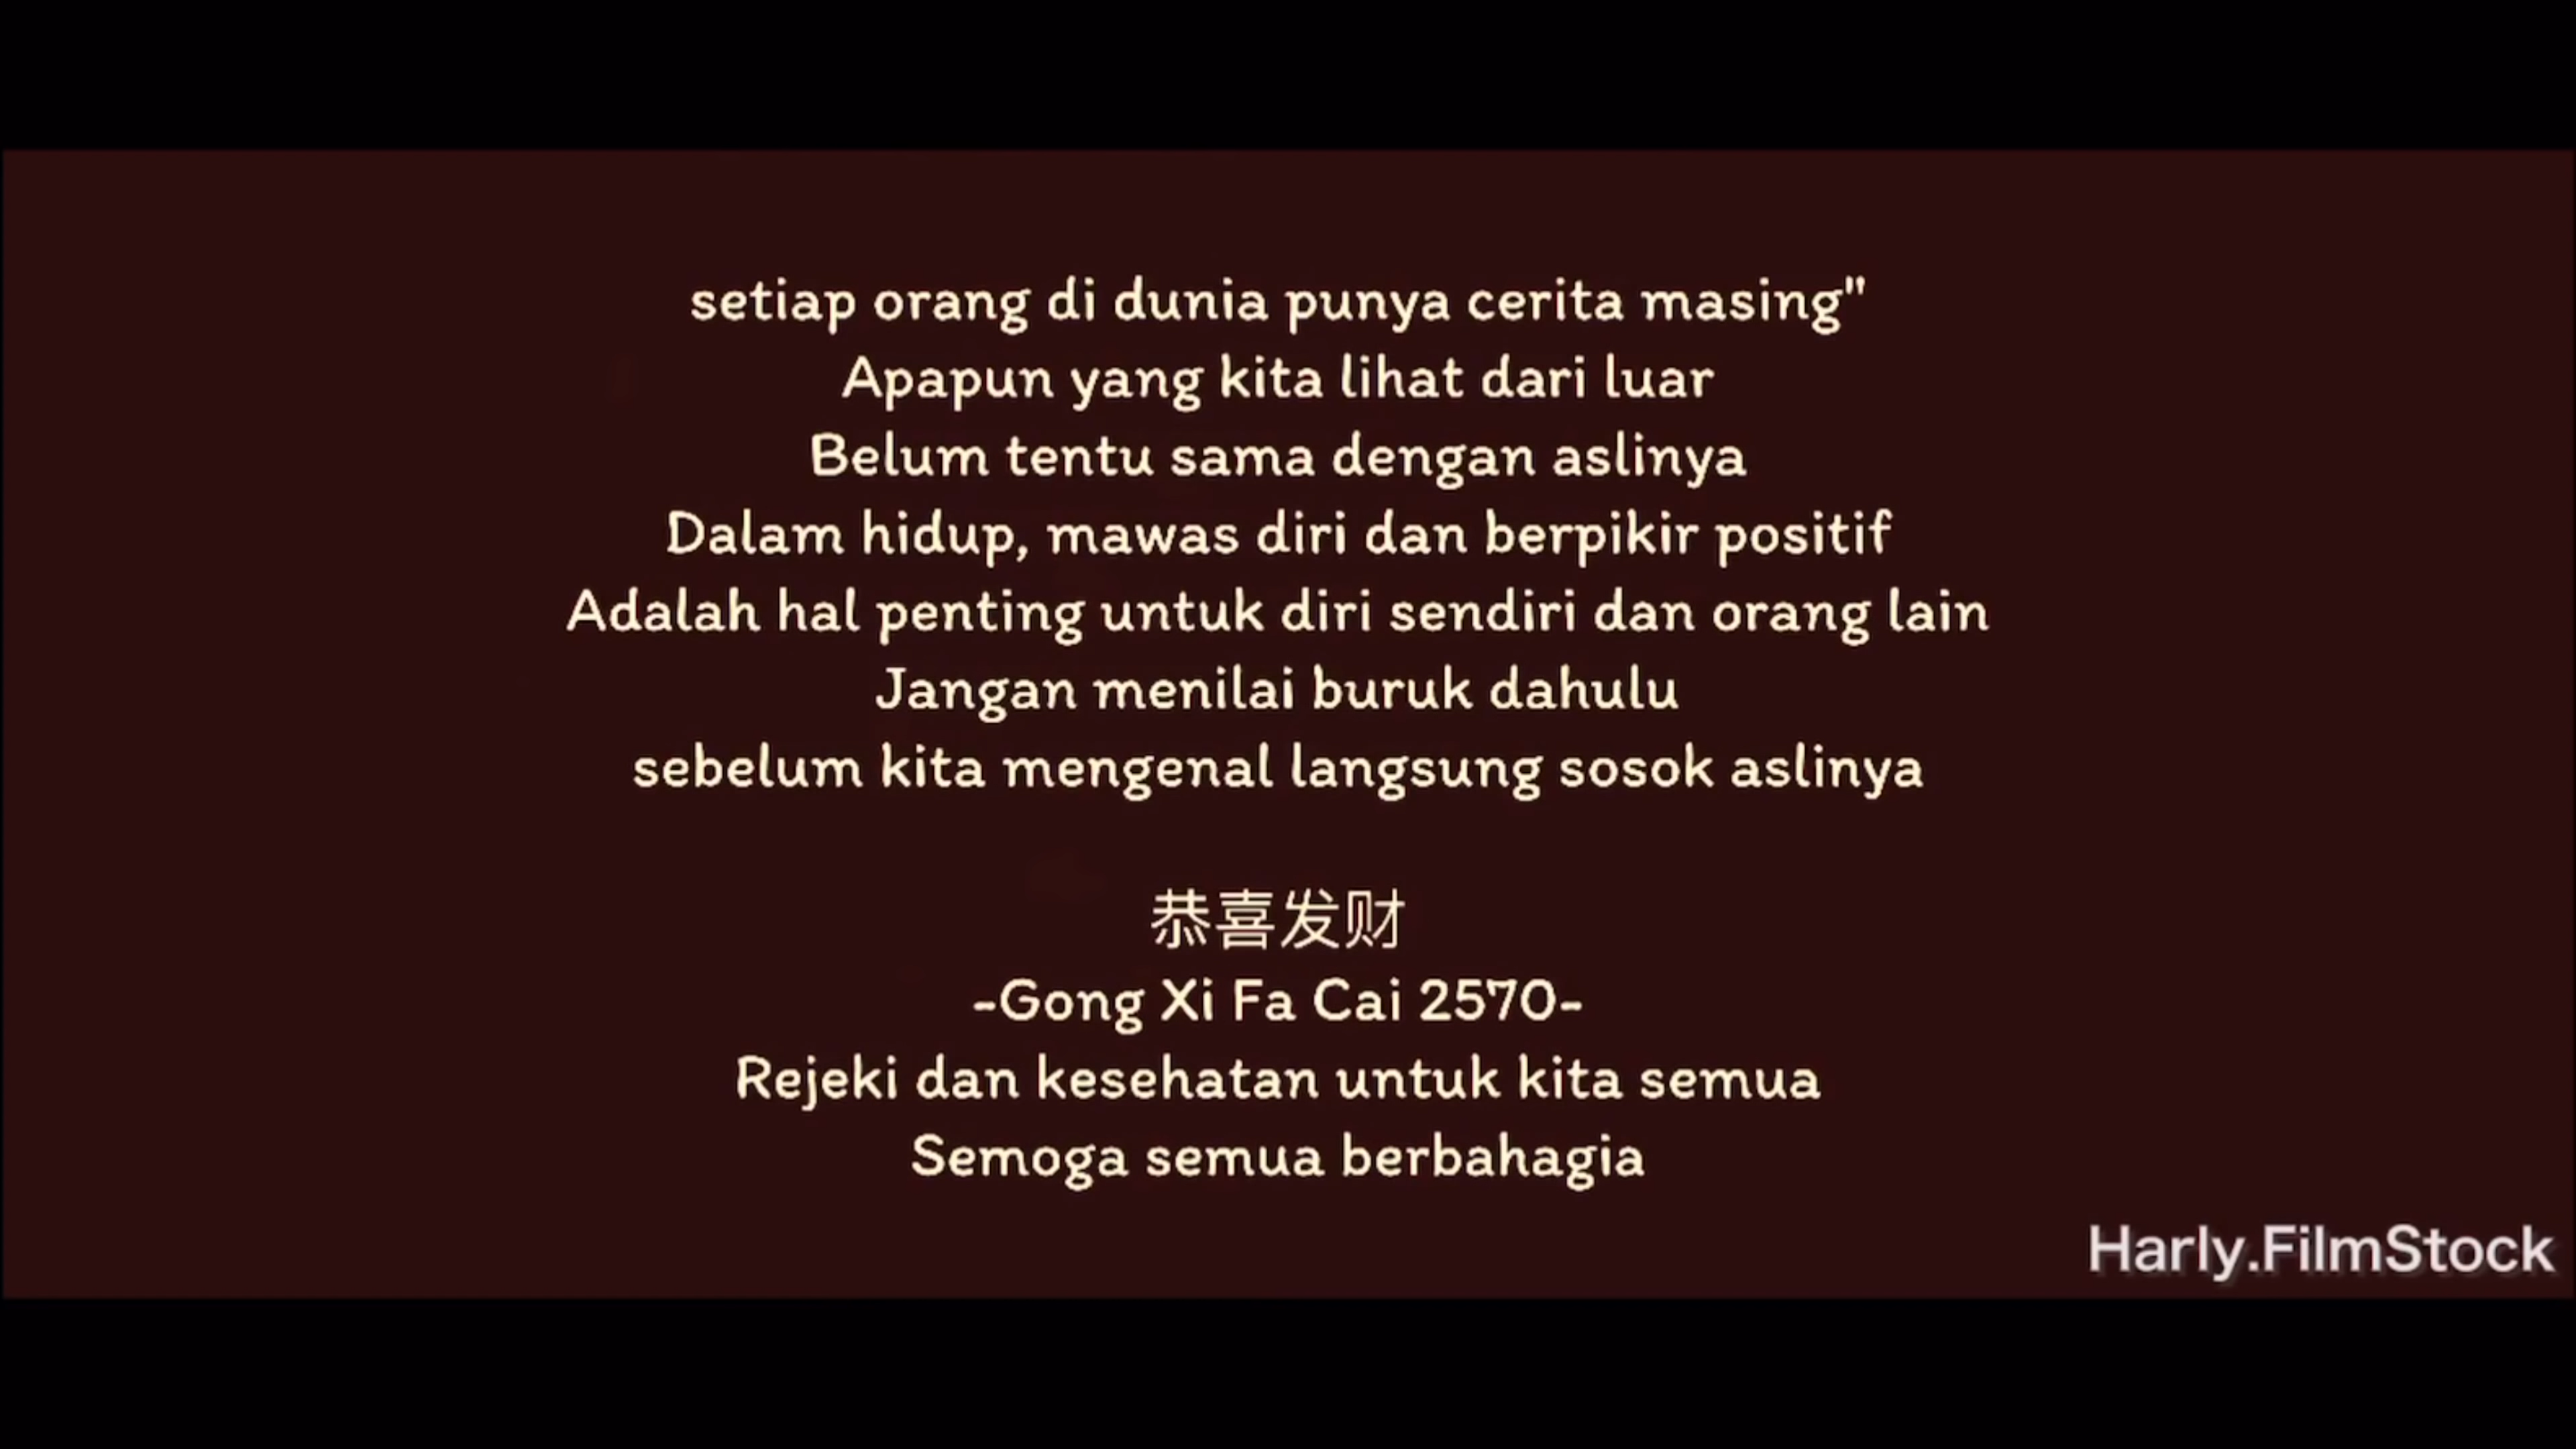 setiap orang di dunia punya cerita masing"
Apapun yang kita lihat dari luar
Belum tentu sama dengan aslinya
Dalam hidup, mawas diri dan berpikir positif
Adalah hal penting untuk diri sendiri dan orang lain
Jangan menilai buruk dahulu
sebelum kita mengenal langsung sosok aslinya
恭喜发财
-Gong Xi Fa Cai 2570-
Rejeki dan kesehatan untuk kita semua
Semoga semua berbahagia
Harly.FilmStock